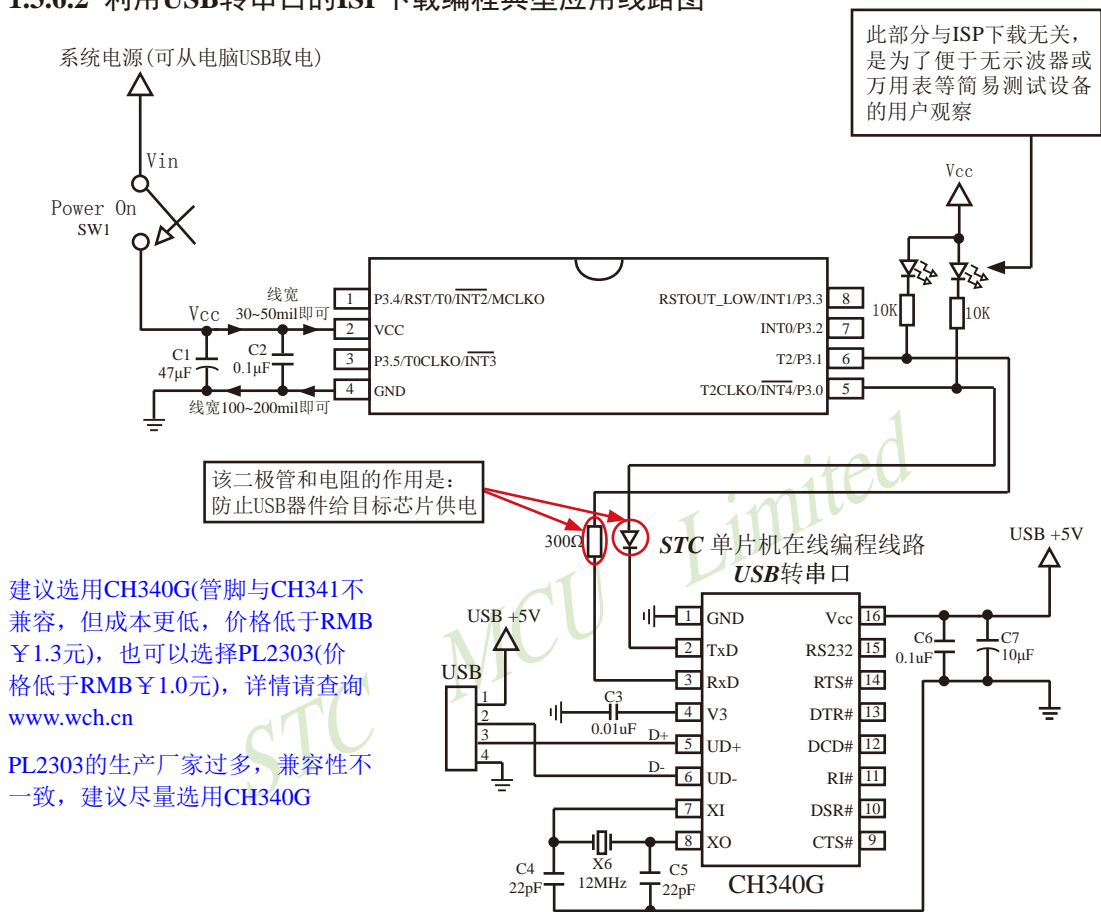 1.5.6.2 利用USB转串口的ISP下载编程典型应用线路图
系统电源(可从电脑USB取电)
此部分与ISP下载无关，
是为了便于无示波器或
万用表等简易测试设备
的用户观察
Vin
Power On
SW1
Vcc
线宽
30~50mil即可
Vcc
C1
47μF
C2
0.1μF
线宽100~200mil即可
1 P3.4/RST/T0/INT2/MCLKO
2 VCC
3 P3.5/T0CLKO/INT3
4 GND
RSTOUT_LOW/INT1/P3.3 8
INT0/P3.2 7
T2/P3.1 6
T2CLKO/INT4/P3.0 5
10K
10K
该二极管和电阻的作用是：
防止USB器件给目标芯片供电
300Ω
STC 单片机在线编程线路
USB转串口
USB +5V
STC MCU Limited
建议选用CH340G(管脚与CH341不
兼容，但成本更低，价格低于RMB
￥1.3元)，也可以选择PL2303(价
格低于RMB￥1.0元)，详情请查询
www.wch.cn
PL2303的生产厂家过多，兼容性不
一致，建议尽量选用CH340G
USB +5V
USB
1
2
3
4
C3
0.01uF
D+
D-
1 GND
2 TxD
3 RxD
4 V3
5 UD+
6 UD-
7 XI
8 XO
Vcc 16
RS232 15
RTS# 14
DTR# 13
DCD# 12
RI# 11
DSR# 10
CTS# 9
C6
0.1uF
C7
10μF
C4
22pF
X6
12MHz
C5
22pF
CH340G